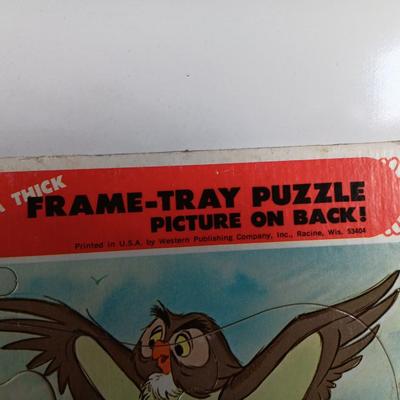 THICK
FRAME-TRAY PUZZLE
PICTURE ON BACK!
Printed in U.S.A. by Western Publishing Company, Inc., Racine, Wis. 53404